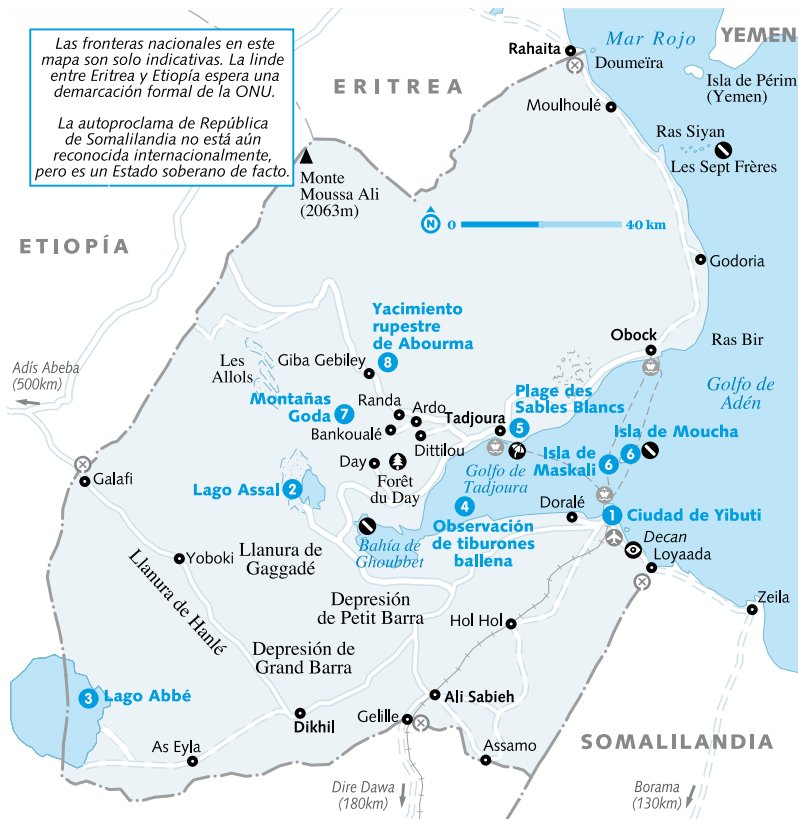 Las fronteras nacionales en este
mapa son solo indicativas. La linde
entre Eritrea y Etiopía espera una
demarcación formal de la ONU.
La autoproclama de República
de Somalilandia no está aún
reconocida internacionalmente,
pero es un Estado soberano de facto.
Rahaita
Mar Rojo
YEMEN
Doumeïra
Isla de Périm
(Yemen)
ERITREA
Moulhoulé
Ras Siyan
Les Sept Frères
Monte
Moussa Ali
(2063m)
N 0 40 km
ETIOPÍA
Godoria
Yacimiento
rupestre
de Abourma
8
Obock
Ras Bir
Les
Allols
Giba Gebiley
Adís Abeba
(500km)
Plage des
Sables Blancs
5
Golfo de
Adén
Montañas
Goda
7
Randa
Ardo
Tadjoura
Bankoualé
Dittilou
Isla de Moucha
6
Isla de
Maskali
6
Day
Forêt
du Day
Golfo de
Tadjoura
Galafi
Lago Assal
2
4
Observación
de tiburones
ballena
Doralé
1
Ciudad de Yibuti
Decan
Loyaada
Bahía de
Ghoubbet
Yoboki
Llanura de
Gaggadé
Llanura de Hanlé
Depresión
de Petit Barra
Hol Hol
Zeila
Depresión de
Grand Barra
3
Lago Abbé
Ali Sabieh
Dikhil
Gelille
As Eyla
Assamo
SOMALILANDIA
Dire Dawa
(180km)
Borama
(130km)